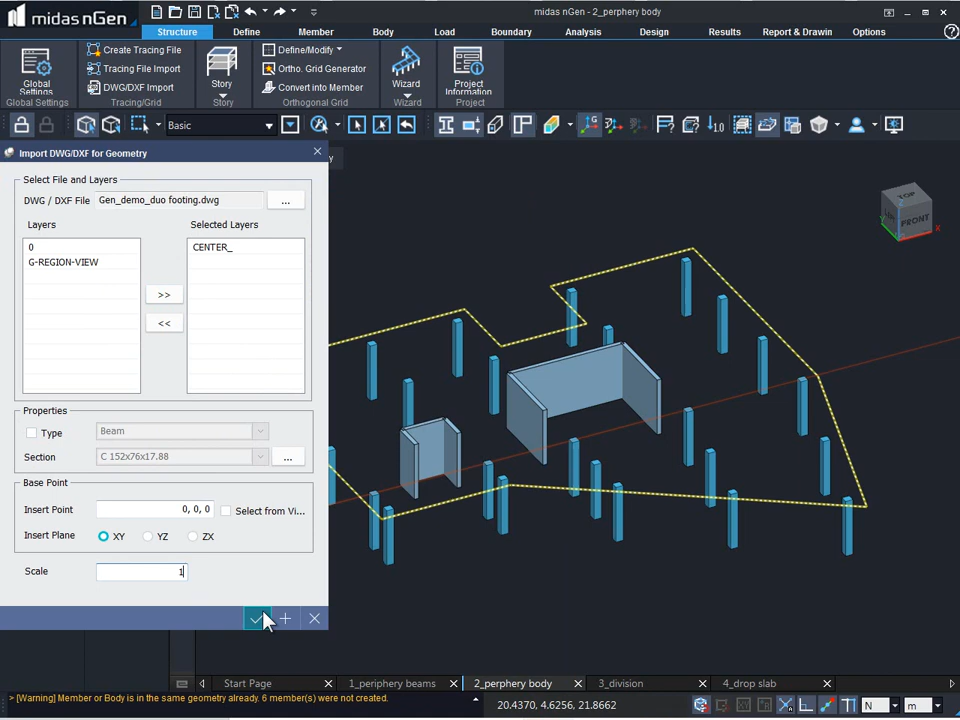 midas nGen
midas nGen - 2_perphery body
Structure Define Member Body Load Boundary Analysis Design Results Report & Drawin Options
Global Settings
Create Tracing File
Tracing File Import
DWG/DXF Import
Story
Define/Modify
Ortho. Grid Generator
Convert into Member
Wizard
Project Information
Global Settings Tracing/Grid Story Orthogonal Grid Wizard Project
Basic
1.0
Import DWG/DXF for Geometry
Select File and Layers
DWG / DXF File Gen_demo_duo footing.dwg ...
Layers Selected Layers
0 CENTER_
G-REGION-VIEW
>>
<<
Properties
Type Beam
Section C 152x76x17.88 ...
Base Point
Insert Point 0, 0, 0 Select from Vi...
Insert Plane XY YZ ZX
Scale 1
TOP
FRONT
X
Start Page 1_periphery beams 2_perphery body 3_division 4_drop slab
> [Warning] Member or Body is in the same geometry already. 6 member(s) were not created.
20.4370, 4.6256, 21.8662
N m